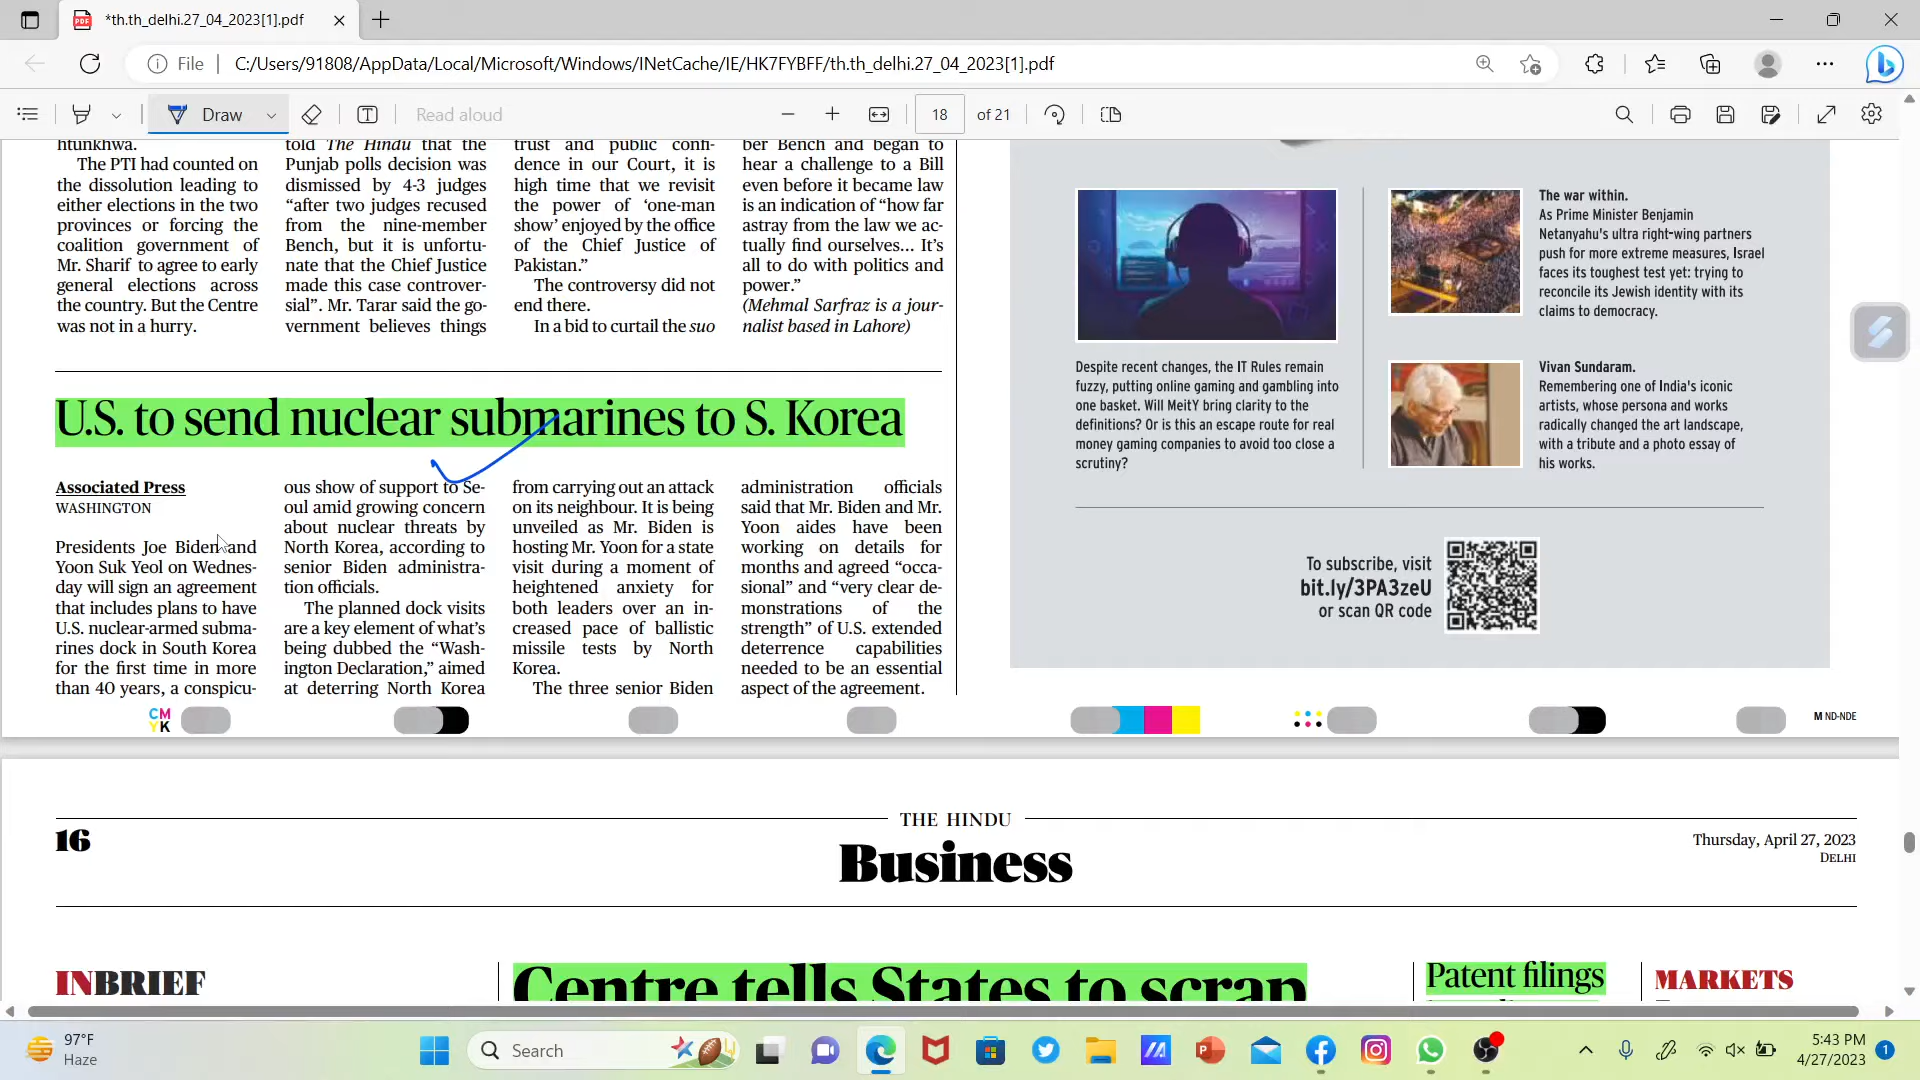 *th.th_delhi.27_04_2023[1].pdf
File
C:/Users/91808/AppData/Local/Microsoft/Windows/INetCache/IE/HK7FYBFF/th.th_delhi.27_04_2023[1].pdf
Draw
Read aloud
18 of 21
htunkhwa.
The PTI had counted on
the dissolution leading to
either elections in the two
provinces or forcing the
coalition government of
Mr. Sharif to agree to early
general elections across
the country. But the Centre
was not in a hurry.
told The Hindu that the
Punjab polls decision was
dismissed by 4-3 judges
“after two judges recused
from the nine-member
Bench, but it is unfortu-
nate that the Chief Justice
made this case controver-
sial”. Mr. Tarar said the go-
vernment believes things
trust and public confi-
dence in our Court, it is
high time that we revisit
the power of ‘one-man
show’ enjoyed by the office
of the Chief Justice of
Pakistan.”
The controversy did not
end there.
In a bid to curtail the suo
ber Bench and began to
hear a challenge to a Bill
even before it became law
is an indication of “how far
astray from the law we ac-
tually find ourselves... It’s
all to do with politics and
power.”
(Mehmal Sarfraz is a jour-
nalist based in Lahore)
U.S. to send nuclear submarines to S. Korea
Associated Press
WASHINGTON
Presidents Joe Biden and
Yoon Suk Yeol on Wednes-
day will sign an agreement
that includes plans to have
U.S. nuclear-armed subma-
rines dock in South Korea
for the first time in more
than 40 years, a conspicu-
ous show of support to Se-
oul amid growing concern
about nuclear threats by
North Korea, according to
senior Biden administra-
tion officials.
The planned dock visits
are a key element of what’s
being dubbed the “Wash-
ington Declaration,” aimed
at deterring North Korea
from carrying out an attack
on its neighbour. It is being
unveiled as Mr. Biden is
hosting Mr. Yoon for a state
visit during a moment of
heightened anxiety for
both leaders over an in-
creased pace of ballistic
missile tests by North
Korea.
The three senior Biden
administration officials
said that Mr. Biden and Mr.
Yoon aides have been
working on details for
months and agreed “occa-
sional” and “very clear de-
monstrations of the
strength” of U.S. extended
deterrence capabilities
needed to be an essential
aspect of the agreement.
Despite recent changes, the IT Rules remain
fuzzy, putting online gaming and gambling into
one basket. Will MeitY bring clarity to the
definitions? Or is this an escape route for real
money gaming companies to avoid too close a
scrutiny?
The war within.
As Prime Minister Benjamin
Netanyahu's ultra right-wing partners
push for more extreme measures, Israel
faces its toughest test yet: trying to
reconcile its Jewish identity with its
claims to democracy.
Vivan Sundaram.
Remembering one of India's iconic
artists, whose persona and works
radically changed the art landscape,
with a tribute and a photo essay of
his works.
To subscribe, visit
bit.ly/3PA3zeU
or scan QR code
CM
YK
M ND-NDE
16
THE HINDU
Business
Thursday, April 27, 2023
DELHI
INBRIEF
Centre tells States to scrap
Patent filings
MARKETS
97°F
Haze
Search
5:43 PM
4/27/2023
1